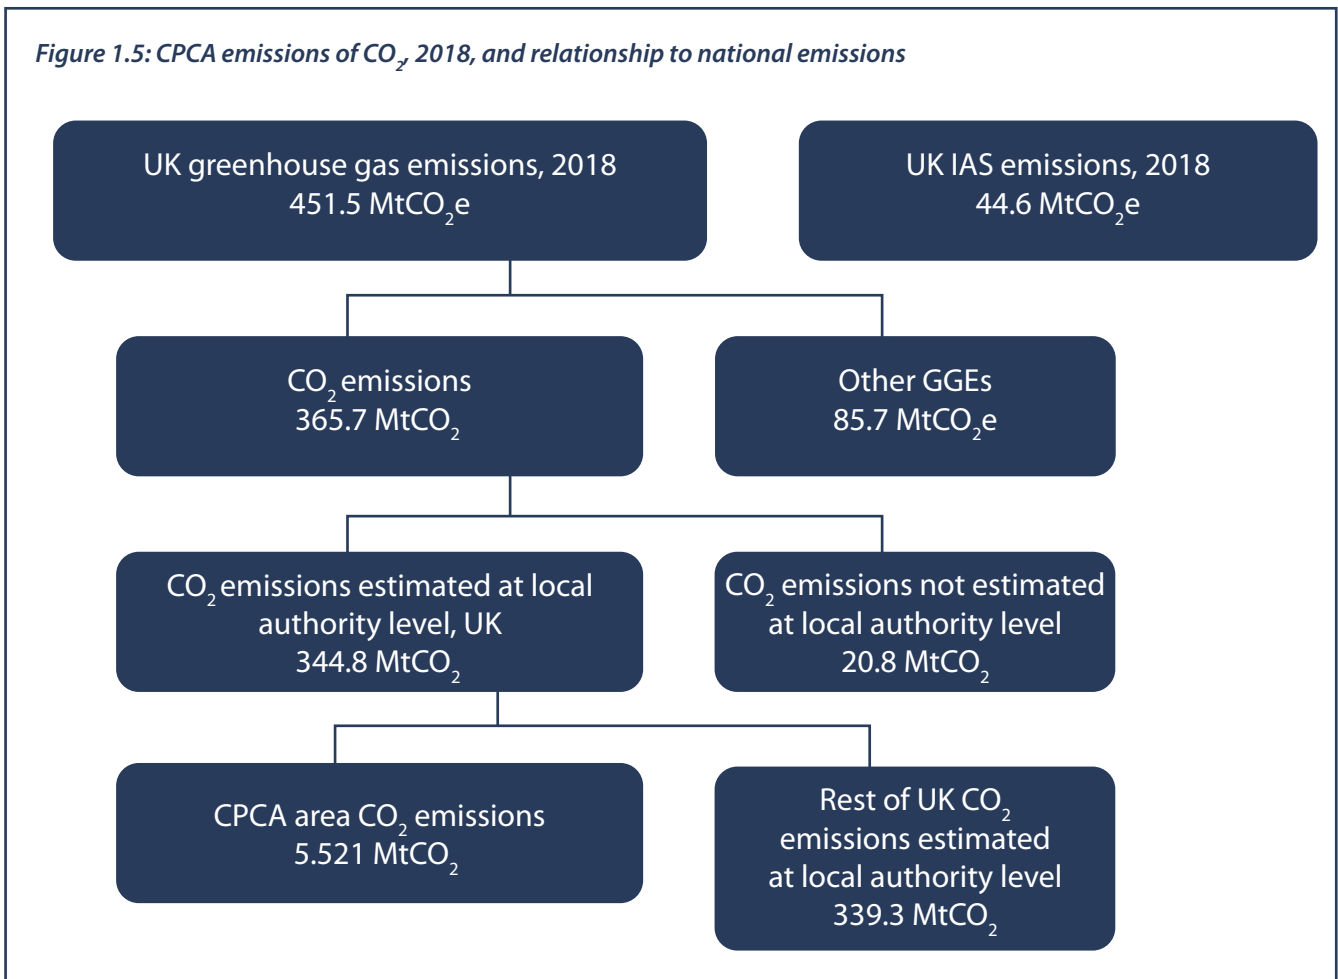 Figure 1.5: CPCA emissions of CO₂, 2018, and relationship to national emissions
UK greenhouse gas emissions, 2018
451.5 MtCO₂e
UK IAS emissions, 2018
44.6 MtCO₂e
CO₂ emissions
365.7 MtCO₂
Other GGEs
85.7 MtCO₂e
CO₂ emissions estimated at local
authority level, UK
344.8 MtCO₂
CO₂ emissions not estimated
at local authority level
20.8 MtCO₂
CPCA area CO₂ emissions
5.521 MtCO₂
Rest of UK CO₂
emissions estimated
at local authority level
339.3 MtCO₂